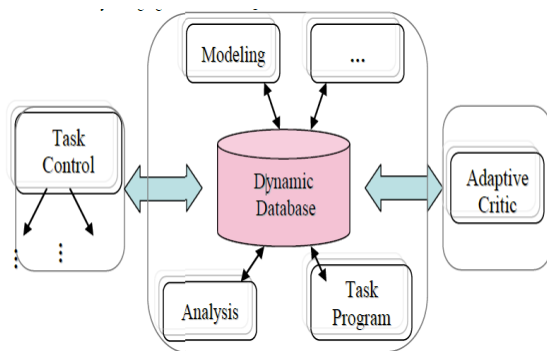 Modeling
...
Task
Control
Dynamic
Database
Adaptive
Critic
Analysis
Task
Program